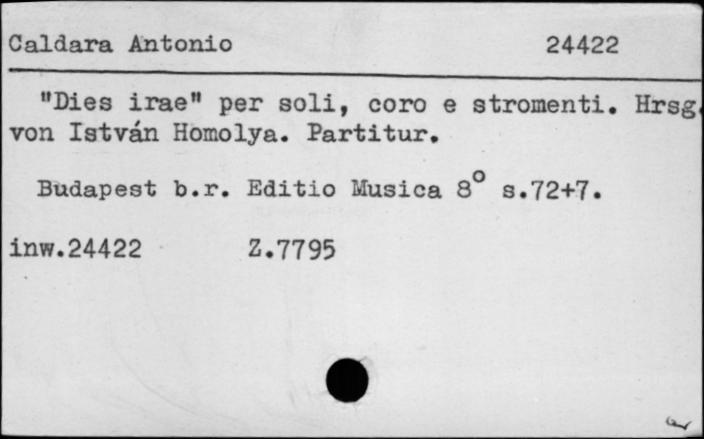 Caldara Antonio 24422
"Dies irae" per soli, coro e stromenti. Hrsg.
von István Homolya. Partitur.
Budapest b.r. Editio Musica 8° s.72+7.
inw.24422 Z.7795